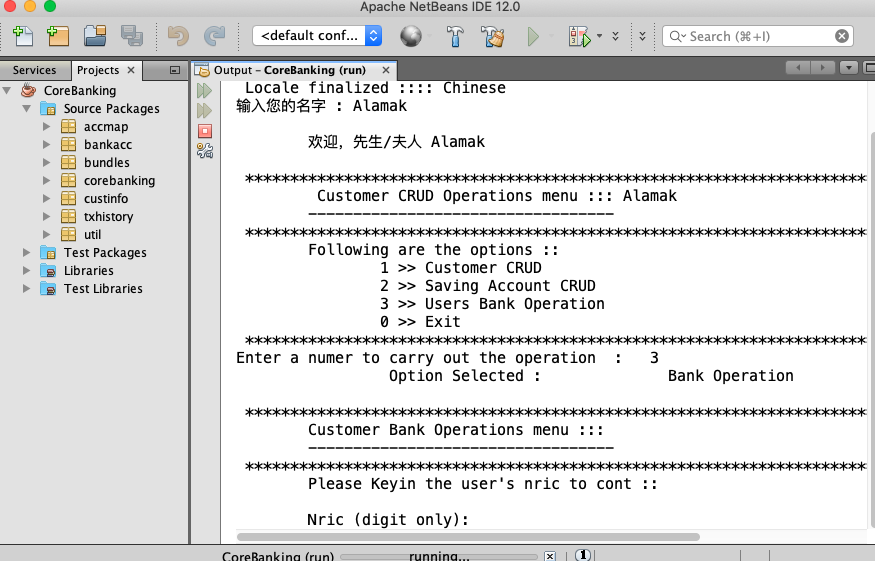 Apache NetBeans IDE 12.0
<default conf...
Search (⌘+I)
Services
Projects
Output – CoreBanking (run)
CoreBanking
Source Packages
accmap
bankacc
bundles
corebanking
custinfo
txhistory
util
Test Packages
Libraries
Test Libraries
Locale finalized :::: Chinese
输入您的名字 : Alamak
欢迎，先生/夫人 Alamak
*********************************************************************
Customer CRUD Operations menu ::: Alamak
----------------------------------
*********************************************************************
Following are the options ::
1 >> Customer CRUD
2 >> Saving Account CRUD
3 >> Users Bank Operation
0 >> Exit
*********************************************************************
Enter a numer to carry out the operation : 3
Option Selected : Bank Operation
*********************************************************************
Customer Bank Operations menu :::
----------------------------------
*********************************************************************
Please Keyin the user's nric to cont ::
Nric (digit only):
CoreBanking (run)
running...
1